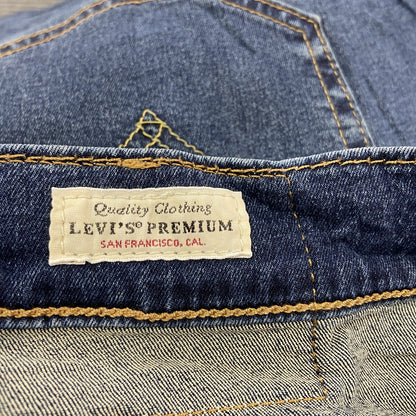 Quality Clothing
LEVI'S® PREMIUM
SAN FRANCISCO, CAL.